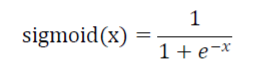 sigmoid(x) = 1 / (1 + e^{-x})